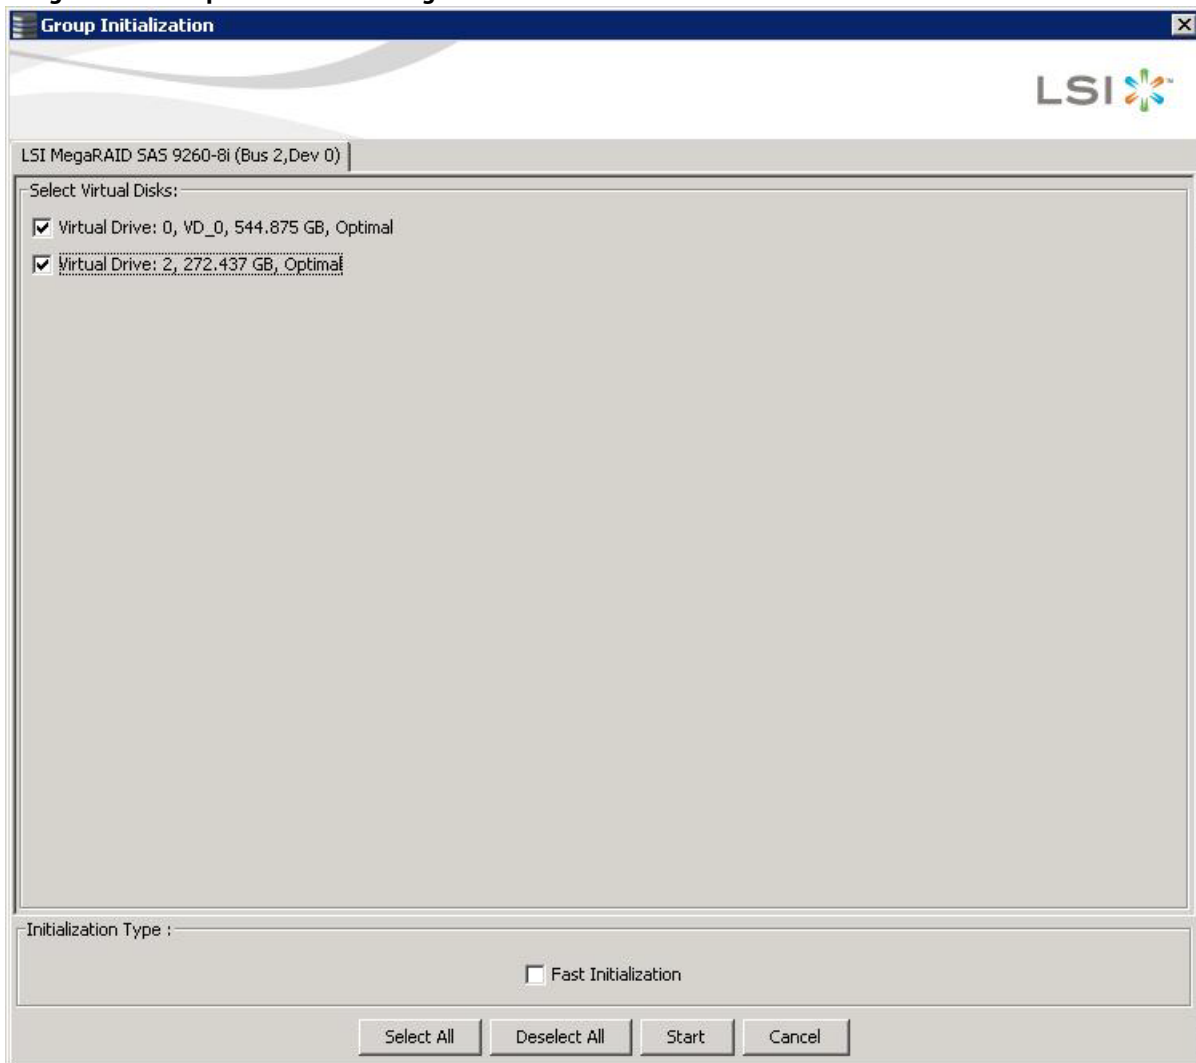 Group Initialization
LSI
LSI MegaRAID SAS 9260-8i (Bus 2,Dev 0)
Select Virtual Disks:
Virtual Drive: 0, VD_0, 544.875 GB, Optimal
Virtual Drive: 2, 272.437 GB, Optimal
Initialization Type :
Fast Initialization
Select All Deselect All Start Cancel